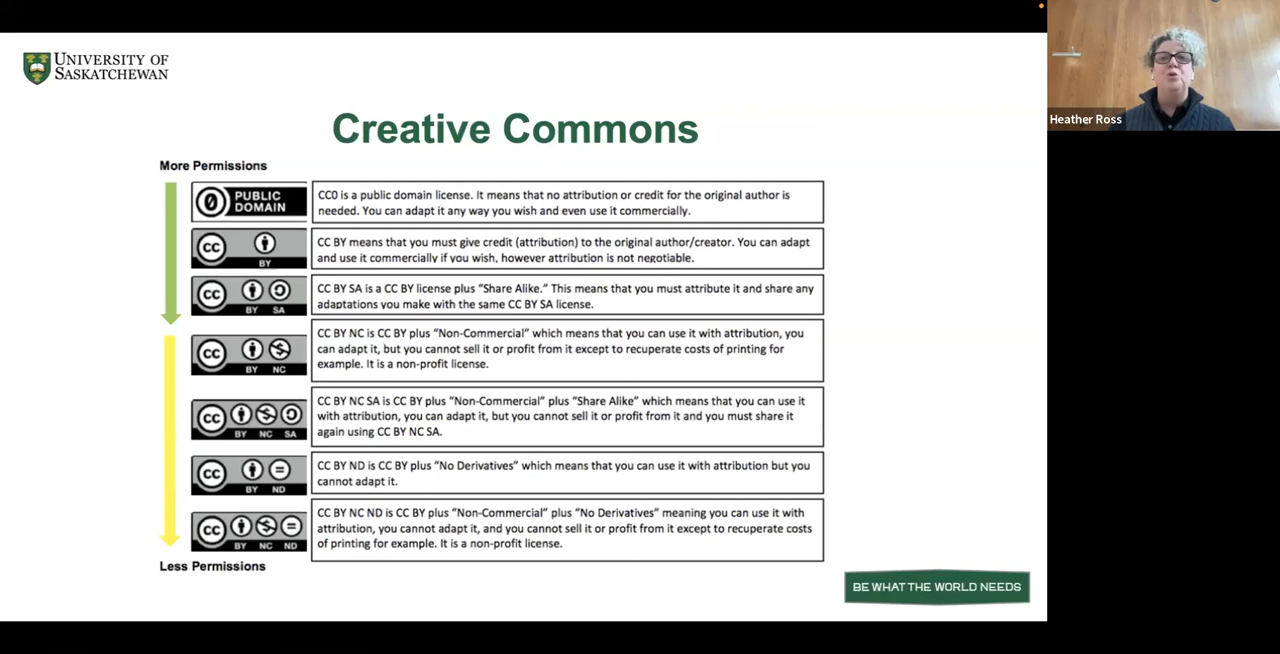 UNIVERSITY OF
SASKATCHEWAN
Heather Ross
Creative Commons
More Permissions
PUBLIC
DOMAIN
CC0 is a public domain license. It means that no attribution or credit for the original author is
needed. You can adapt it any way you wish and even use it commercially.
CC
BY
CC BY means that you must give credit (attribution) to the original author/creator. You can adapt
and use it commercially if you wish, however attribution is not negotiable.
CC
BY SA
CC BY SA is a CC BY license plus “Share Alike.” This means that you must attribute it and share any
adaptations you make with the same CC BY SA license.
CC
BY NC
CC BY NC is CC BY plus “Non-Commercial” which means that you can use it with attribution, you
can adapt it, but you cannot sell it or profit from it except to recuperate costs of printing for
example. It is a non-profit license.
CC
BY NC SA
CC BY NC SA is CC BY plus “Non-Commercial” plus “Share Alike” which means that you can use it
with attribution, you can adapt it, but you cannot sell it or profit from it and you must share it
again using CC BY NC SA.
CC
BY ND
CC BY ND is CC BY plus “No Derivatives” which means that you can use it with attribution but you
cannot adapt it.
CC
BY NC ND
CC BY NC ND is CC BY plus “Non-Commercial” plus “No Derivatives” meaning you can use it with
attribution, you cannot adapt it, and you cannot sell it or profit from it except to recuperate costs
of printing for example. It is a non-profit license.
Less Permissions
BE WHAT THE WORLD NEEDS